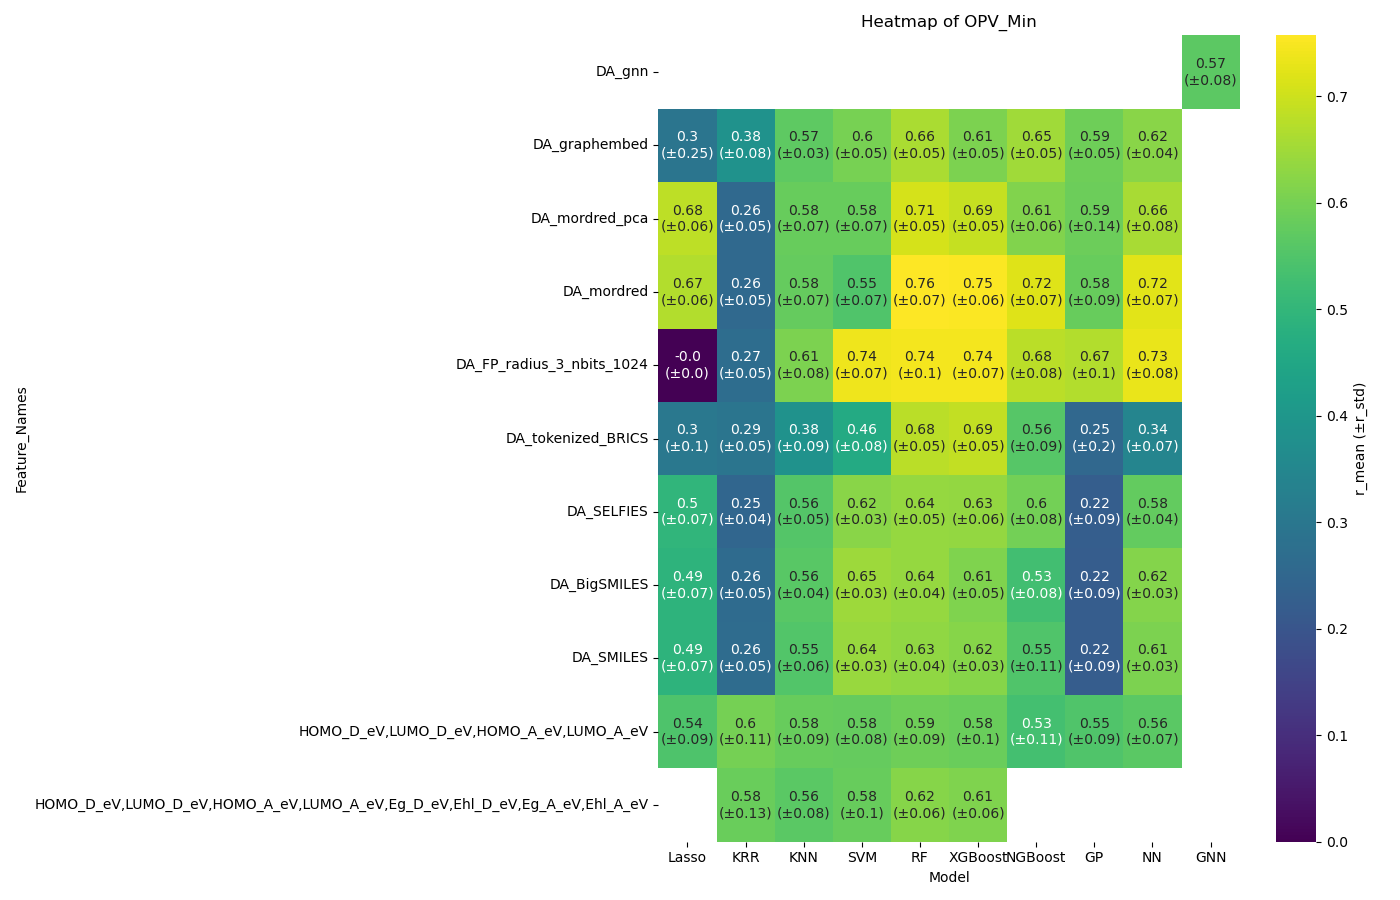 Heatmap of OPV_Min
Feature_Names
DA_gnn
0.57
(±0.08)
DA_graphembed
0.3 0.38 0.57 0.6 0.66 0.61 0.65 0.59 0.62
(±0.25) (±0.08) (±0.03) (±0.05) (±0.05) (±0.05) (±0.05) (±0.05) (±0.04)
DA_mordred_pca
0.68 0.26 0.58 0.58 0.71 0.69 0.61 0.59 0.66
(±0.06) (±0.05) (±0.07) (±0.07) (±0.05) (±0.05) (±0.06) (±0.14) (±0.08)
DA_mordred
0.67 0.26 0.58 0.55 0.76 0.75 0.72 0.58 0.72
(±0.06) (±0.05) (±0.07) (±0.07) (±0.07) (±0.06) (±0.07) (±0.09) (±0.07)
DA_FP_radius_3_nbits_1024
-0.0 0.27 0.61 0.74 0.74 0.74 0.68 0.67 0.73
(±0.0) (±0.05) (±0.08) (±0.07) (±0.1) (±0.07) (±0.08) (±0.1) (±0.08)
DA_tokenized_BRICS
0.3 0.29 0.38 0.46 0.68 0.69 0.56 0.25 0.34
(±0.1) (±0.05) (±0.09) (±0.08) (±0.05) (±0.05) (±0.09) (±0.2) (±0.07)
DA_SELFIES
0.5 0.25 0.56 0.62 0.64 0.63 0.6 0.22 0.58
(±0.07) (±0.04) (±0.05) (±0.03) (±0.05) (±0.06) (±0.08) (±0.09) (±0.04)
DA_BigSMILES
0.49 0.26 0.56 0.65 0.64 0.61 0.53 0.22 0.62
(±0.07) (±0.05) (±0.04) (±0.03) (±0.04) (±0.05) (±0.08) (±0.09) (±0.03)
DA_SMILES
0.49 0.26 0.55 0.64 0.63 0.62 0.55 0.22 0.61
(±0.07) (±0.05) (±0.06) (±0.03) (±0.04) (±0.03) (±0.11) (±0.09) (±0.03)
HOMO_D_eV,LUMO_D_eV,HOMO_A_eV,LUMO_A_eV
0.54 0.6 0.58 0.58 0.59 0.58 0.53 0.55 0.56
(±0.09) (±0.11) (±0.09) (±0.08) (±0.09) (±0.1) (±0.11) (±0.09) (±0.07)
HOMO_D_eV,LUMO_D_eV,HOMO_A_eV,LUMO_A_eV,Eg_D_eV,Ehl_D_eV,Eg_A_eV,Ehl_A_eV
0.58 0.56 0.58 0.62 0.61
(±0.13) (±0.08) (±0.1) (±0.06) (±0.06)
Lasso KRR KNN SVM RF XGBoost NGBoost GP NN GNN
Model
0.7
0.6
0.5
0.4
0.3
0.2
0.1
0.0
r_mean (±r_std)